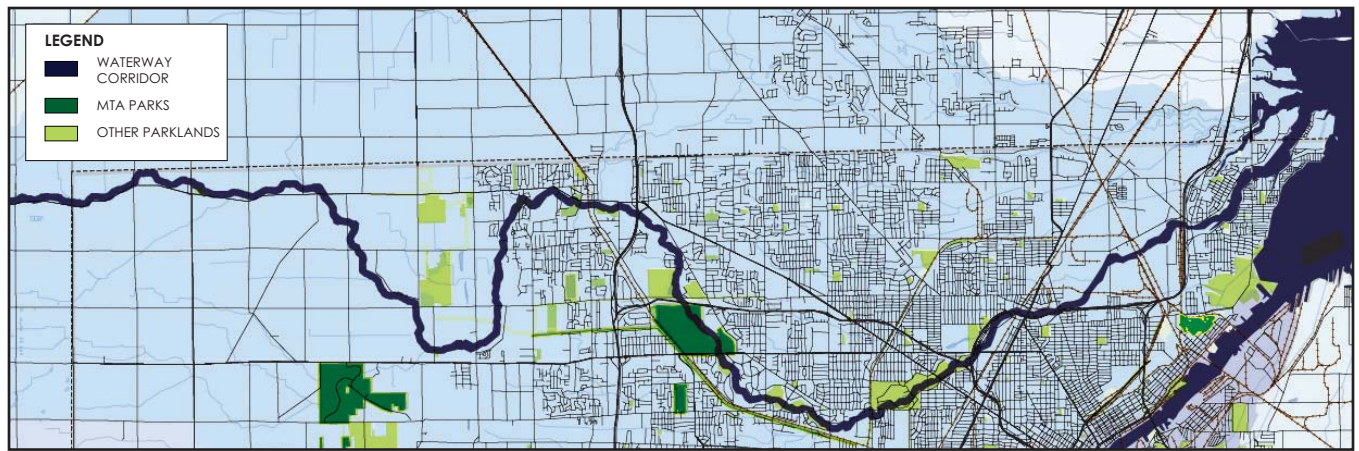 LEGEND
WATERWAY
CORRIDOR
MTA PARKS
OTHER PARKLANDS